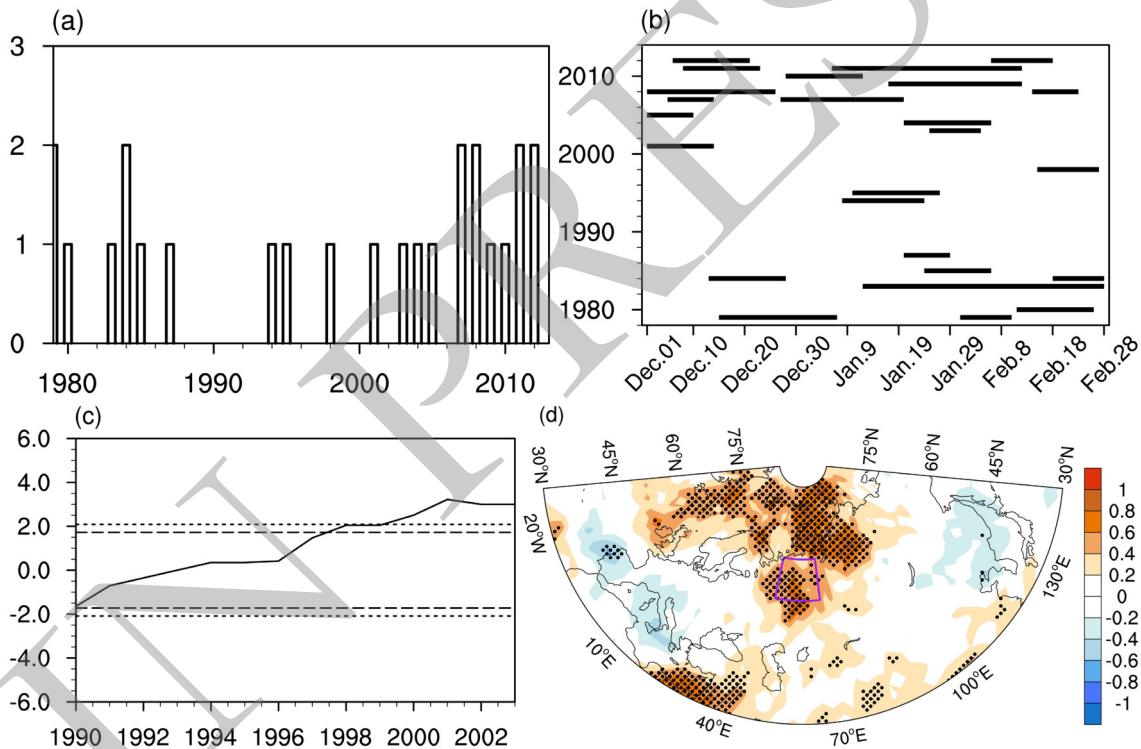 (a)
3
2
1
0
1980 1990 2000 2010
(b)
2010
2000
1990
1980
Dec.01 Dec.10 Dec.20 Dec.30 Jan.9 Jan.19 Jan.29 Feb.8 Feb.18 Feb.28
(c)
6.0
4.0
2.0
0.0
-2.0
-4.0
-6.0
1990 1992 1994 1996 1998 2000 2002
(d)
30°N 45°N 60°N 75°N 75°N 60°N 45°N 30°N
20°W 10°E 40°E 70°E 100°E 130°E
1
0.8
0.6
0.4
0.2
0
-0.2
-0.4
-0.6
-0.8
-1
IN PRES